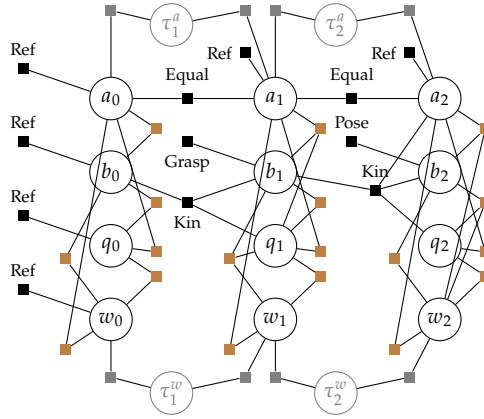 τ₁ᵃ τ₂ᵃ
Ref Ref
Equal Equal
a₀ a₁ a₂
Ref Pose
Grasp
b₀ b₁ b₂
Kin
Ref Kin
q₀ q₁ q₂
Ref
w₀ w₁ w₂
τ₁ʷ τ₂ʷ